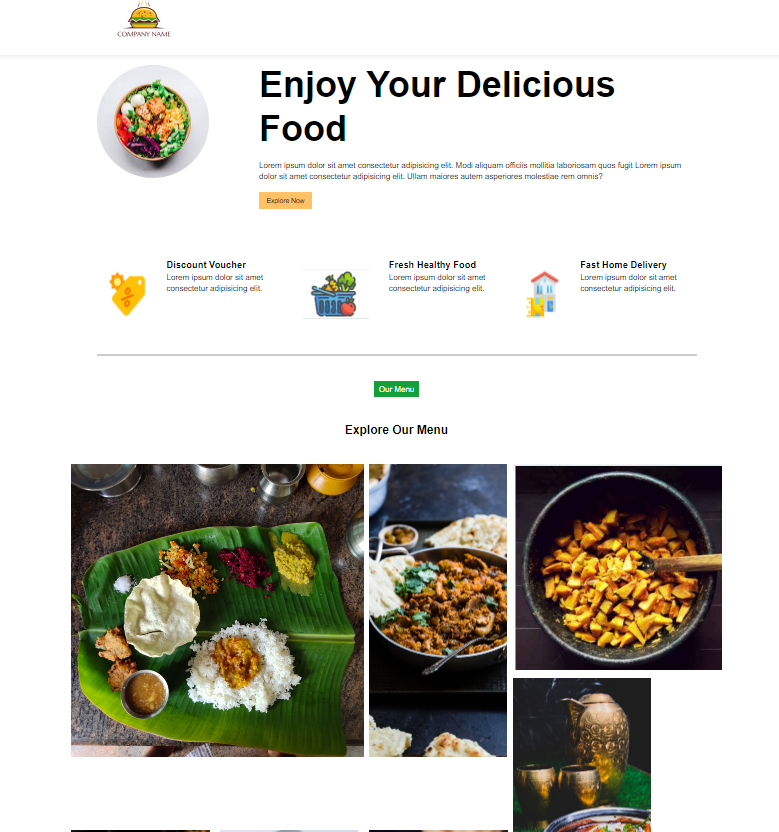 COMPANY NAME
Enjoy Your Delicious
Food
Lorem ipsum dolor sit amet consectetur adipisicing elit. Modi aliquam officiis mollitia laboriosam quos fugit Lorem ipsum
dolor sit amet consectetur adipisicing elit. Ullam maiores autem asperiores molestiae rem omnis?
Explore Now
Discount Voucher
Lorem ipsum dolor sit amet
consectetur adipisicing elit.
Fresh Healthy Food
Lorem ipsum dolor sit amet
consectetur adipisicing elit.
Fast Home Delivery
Lorem ipsum dolor sit amet
consectetur adipisicing elit.
Our Menu
Explore Our Menu